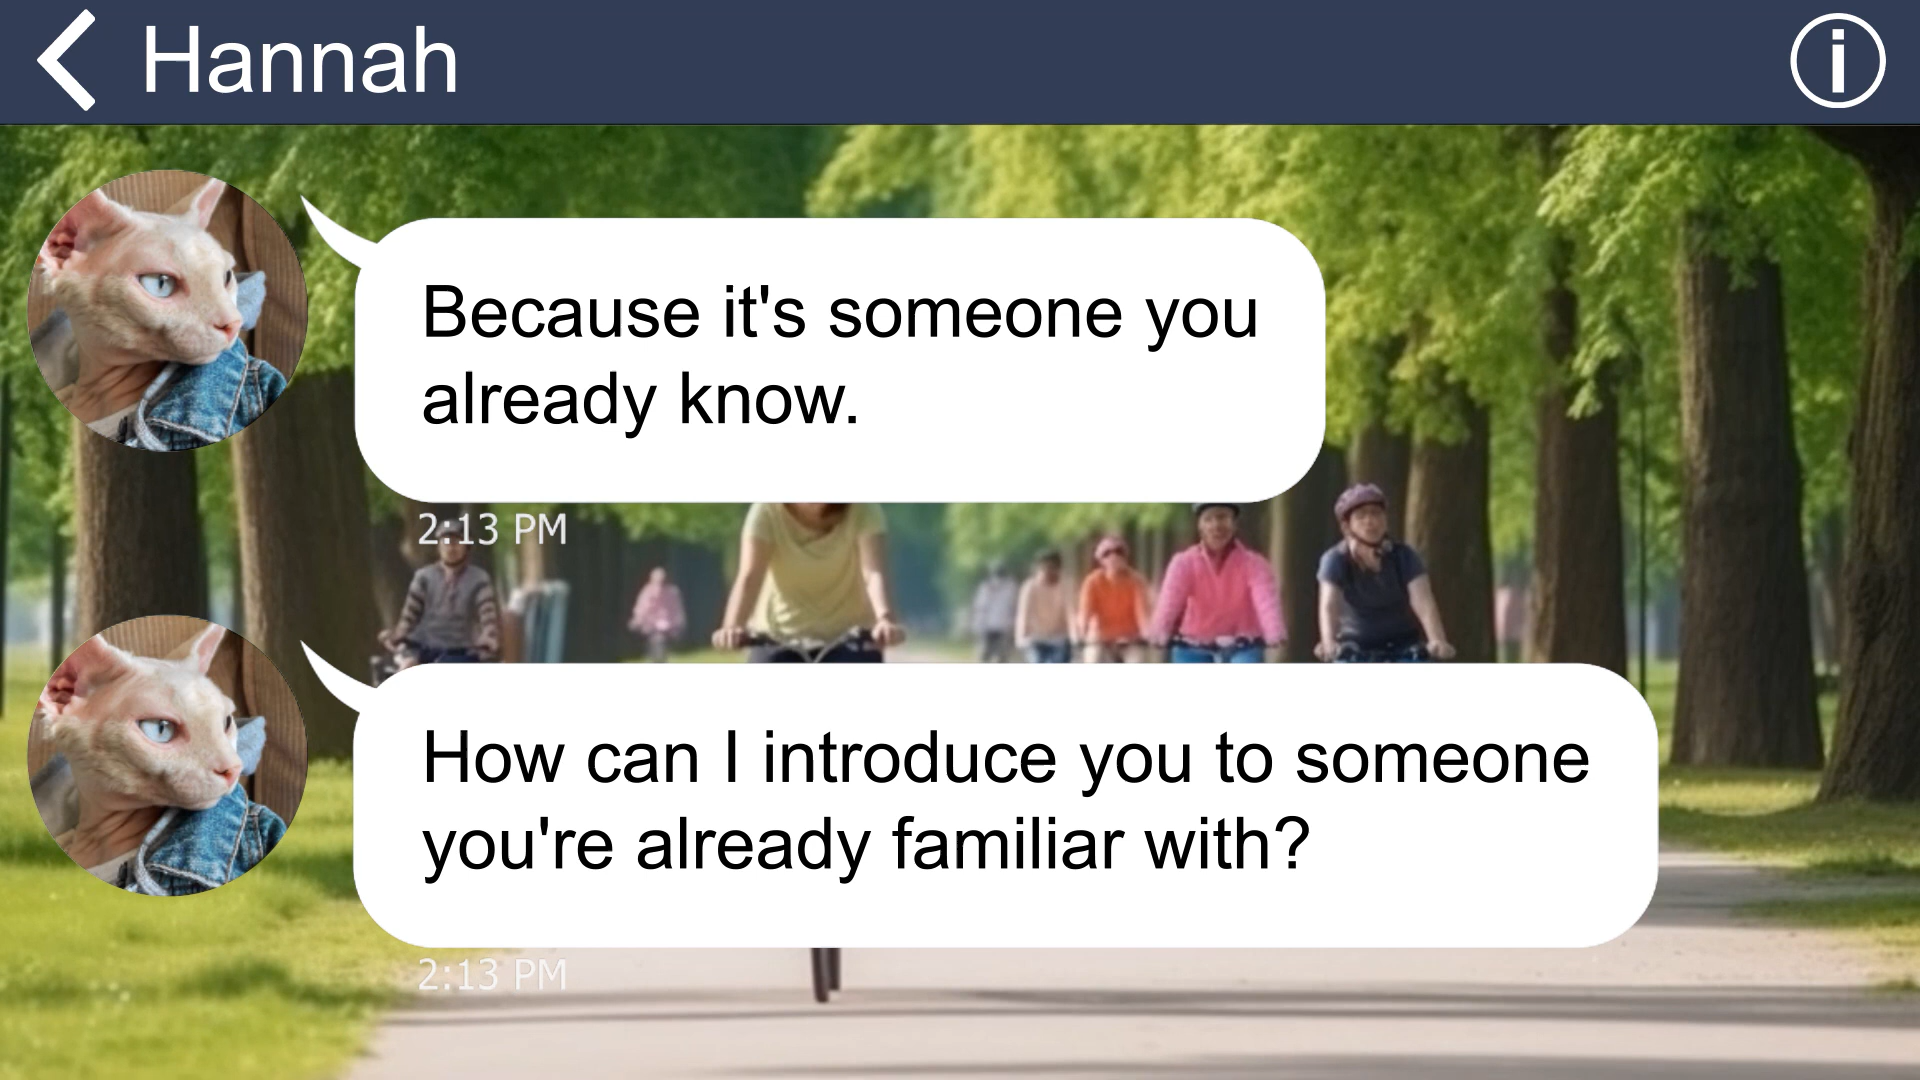 Hannah
Because it's someone you
already know.
2:13 PM
How can I introduce you to someone
you're already familiar with?
2:13 PM